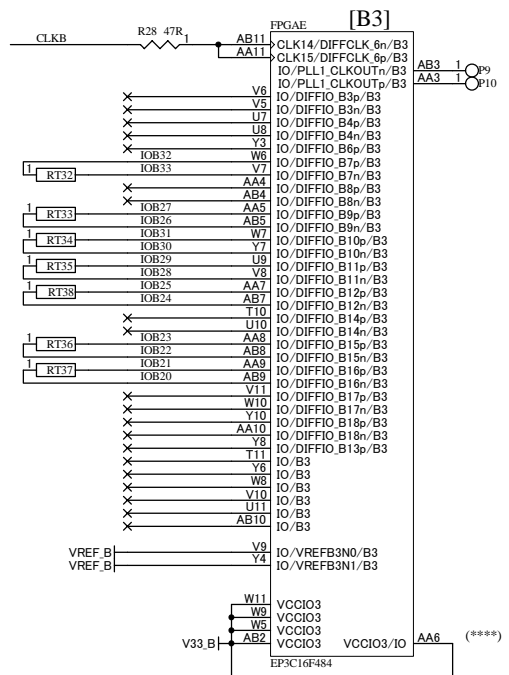 FPGAE [B3]
CLKB R28 47R 1 AB11 CLK14/DIFFCLK_6n/B3
AA11 CLK15/DIFFCLK_6p/B3
IO/PLL1_CLKOUTn/B3 AB3 1 P9
IO/PLL1_CLKOUTp/B3 AA3 1 P10
V6 IO/DIFFIO_B3p/B3
V5 IO/DIFFIO_B3n/B3
U7 IO/DIFFIO_B4p/B3
U8 IO/DIFFIO_B4n/B3
Y3 IO/DIFFIO_B6p/B3
IOB32 W6 IO/DIFFIO_B7p/B3
1 RT32 IOB33 V7 IO/DIFFIO_B7n/B3
AA4 IO/DIFFIO_B8p/B3
AB4 IO/DIFFIO_B8n/B3
1 RT33 IOB27 AA5 IO/DIFFIO_B9p/B3
IOB26 AB5 IO/DIFFIO_B9n/B3
1 RT34 IOB31 W7 IO/DIFFIO_B10p/B3
IOB30 Y7 IO/DIFFIO_B10n/B3
1 RT35 IOB29 U9 IO/DIFFIO_B11p/B3
IOB28 V8 IO/DIFFIO_B11n/B3
1 RT38 IOB25 AA7 IO/DIFFIO_B12p/B3
IOB24 AB7 IO/DIFFIO_B12n/B3
T10 IO/DIFFIO_B14p/B3
U10 IO/DIFFIO_B14n/B3
1 RT36 IOB23 AA8 IO/DIFFIO_B15p/B3
IOB22 AB8 IO/DIFFIO_B15n/B3
1 RT37 IOB21 AA9 IO/DIFFIO_B16p/B3
IOB20 AB9 IO/DIFFIO_B16n/B3
V11 IO/DIFFIO_B17p/B3
W10 IO/DIFFIO_B17n/B3
Y10 IO/DIFFIO_B18p/B3
AA10 IO/DIFFIO_B18n/B3
Y8 IO/DIFFIO_B13p/B3
T11 IO/B3
Y6 IO/B3
W8 IO/B3
V10 IO/B3
U11 IO/B3
AB10 IO/B3
VREF_B V9 IO/VREFB3N0/B3
VREF_B Y4 IO/VREFB3N1/B3
W11 VCCIO3
W9 VCCIO3
W5 VCCIO3
V33_B AB2 VCCIO3 VCCIO3/IO AA6 (****)
EP3C16F484